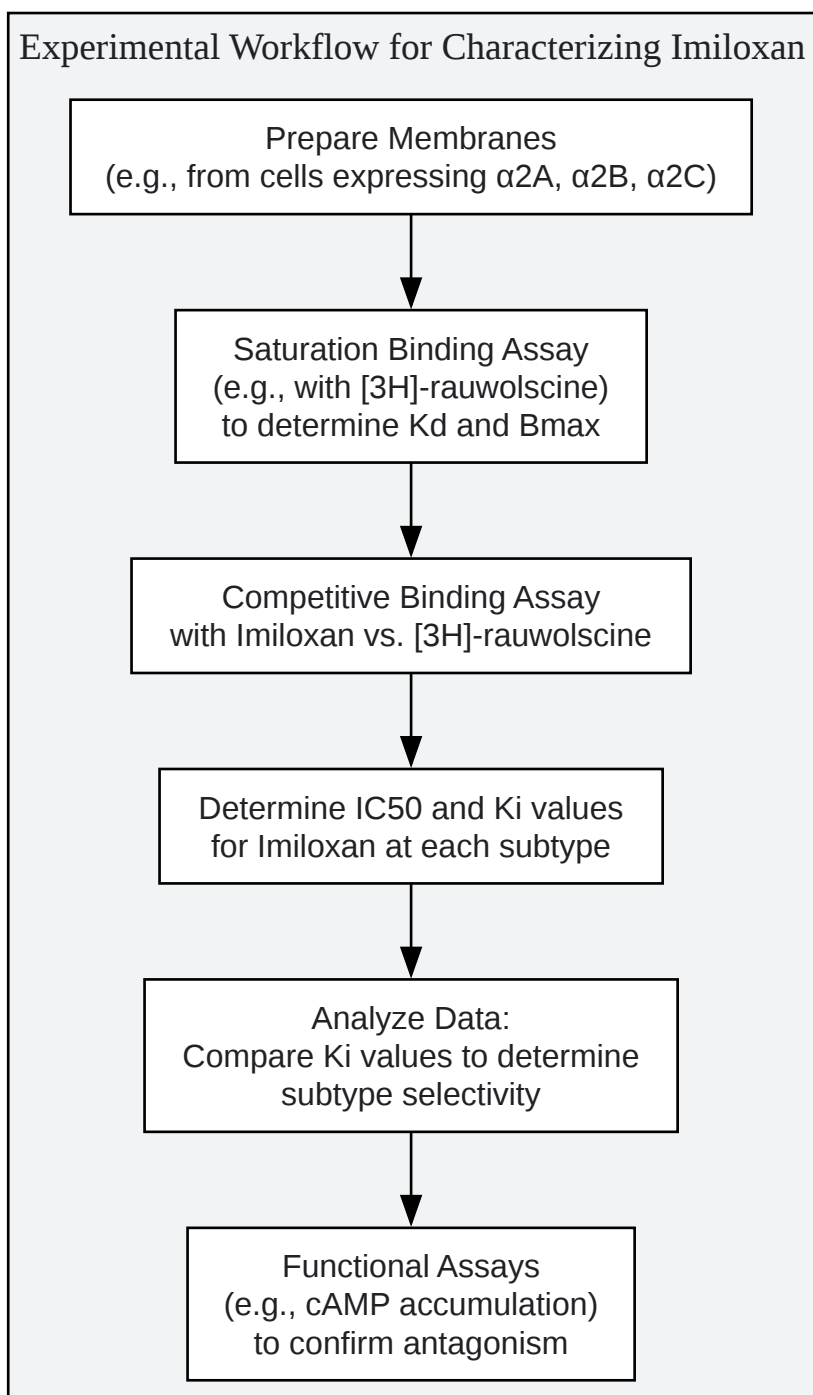 Experimental Workflow for Characterizing Imiloxan
Prepare Membranes
(e.g., from cells expressing α2A, α2B, α2C)
Saturation Binding Assay
(e.g., with [3H]-rauwolscine)
to determine Kd and Bmax
Competitive Binding Assay
with Imiloxan vs. [3H]-rauwolscine
Determine IC50 and Ki values
for Imiloxan at each subtype
Analyze Data:
Compare Ki values to determine
subtype selectivity
Functional Assays
(e.g., cAMP accumulation)
to confirm antagonism